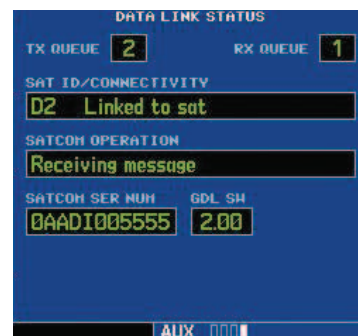 DATA LINK STATUS
TX QUEUE 2 RX QUEUE 1
SAT ID/CONNECTIVITY
D2 Linked to sat
SATCOM OPERATION
Receiving message
SATCOM SER NUM GDL SW
0AADI005555 2.00
AUX